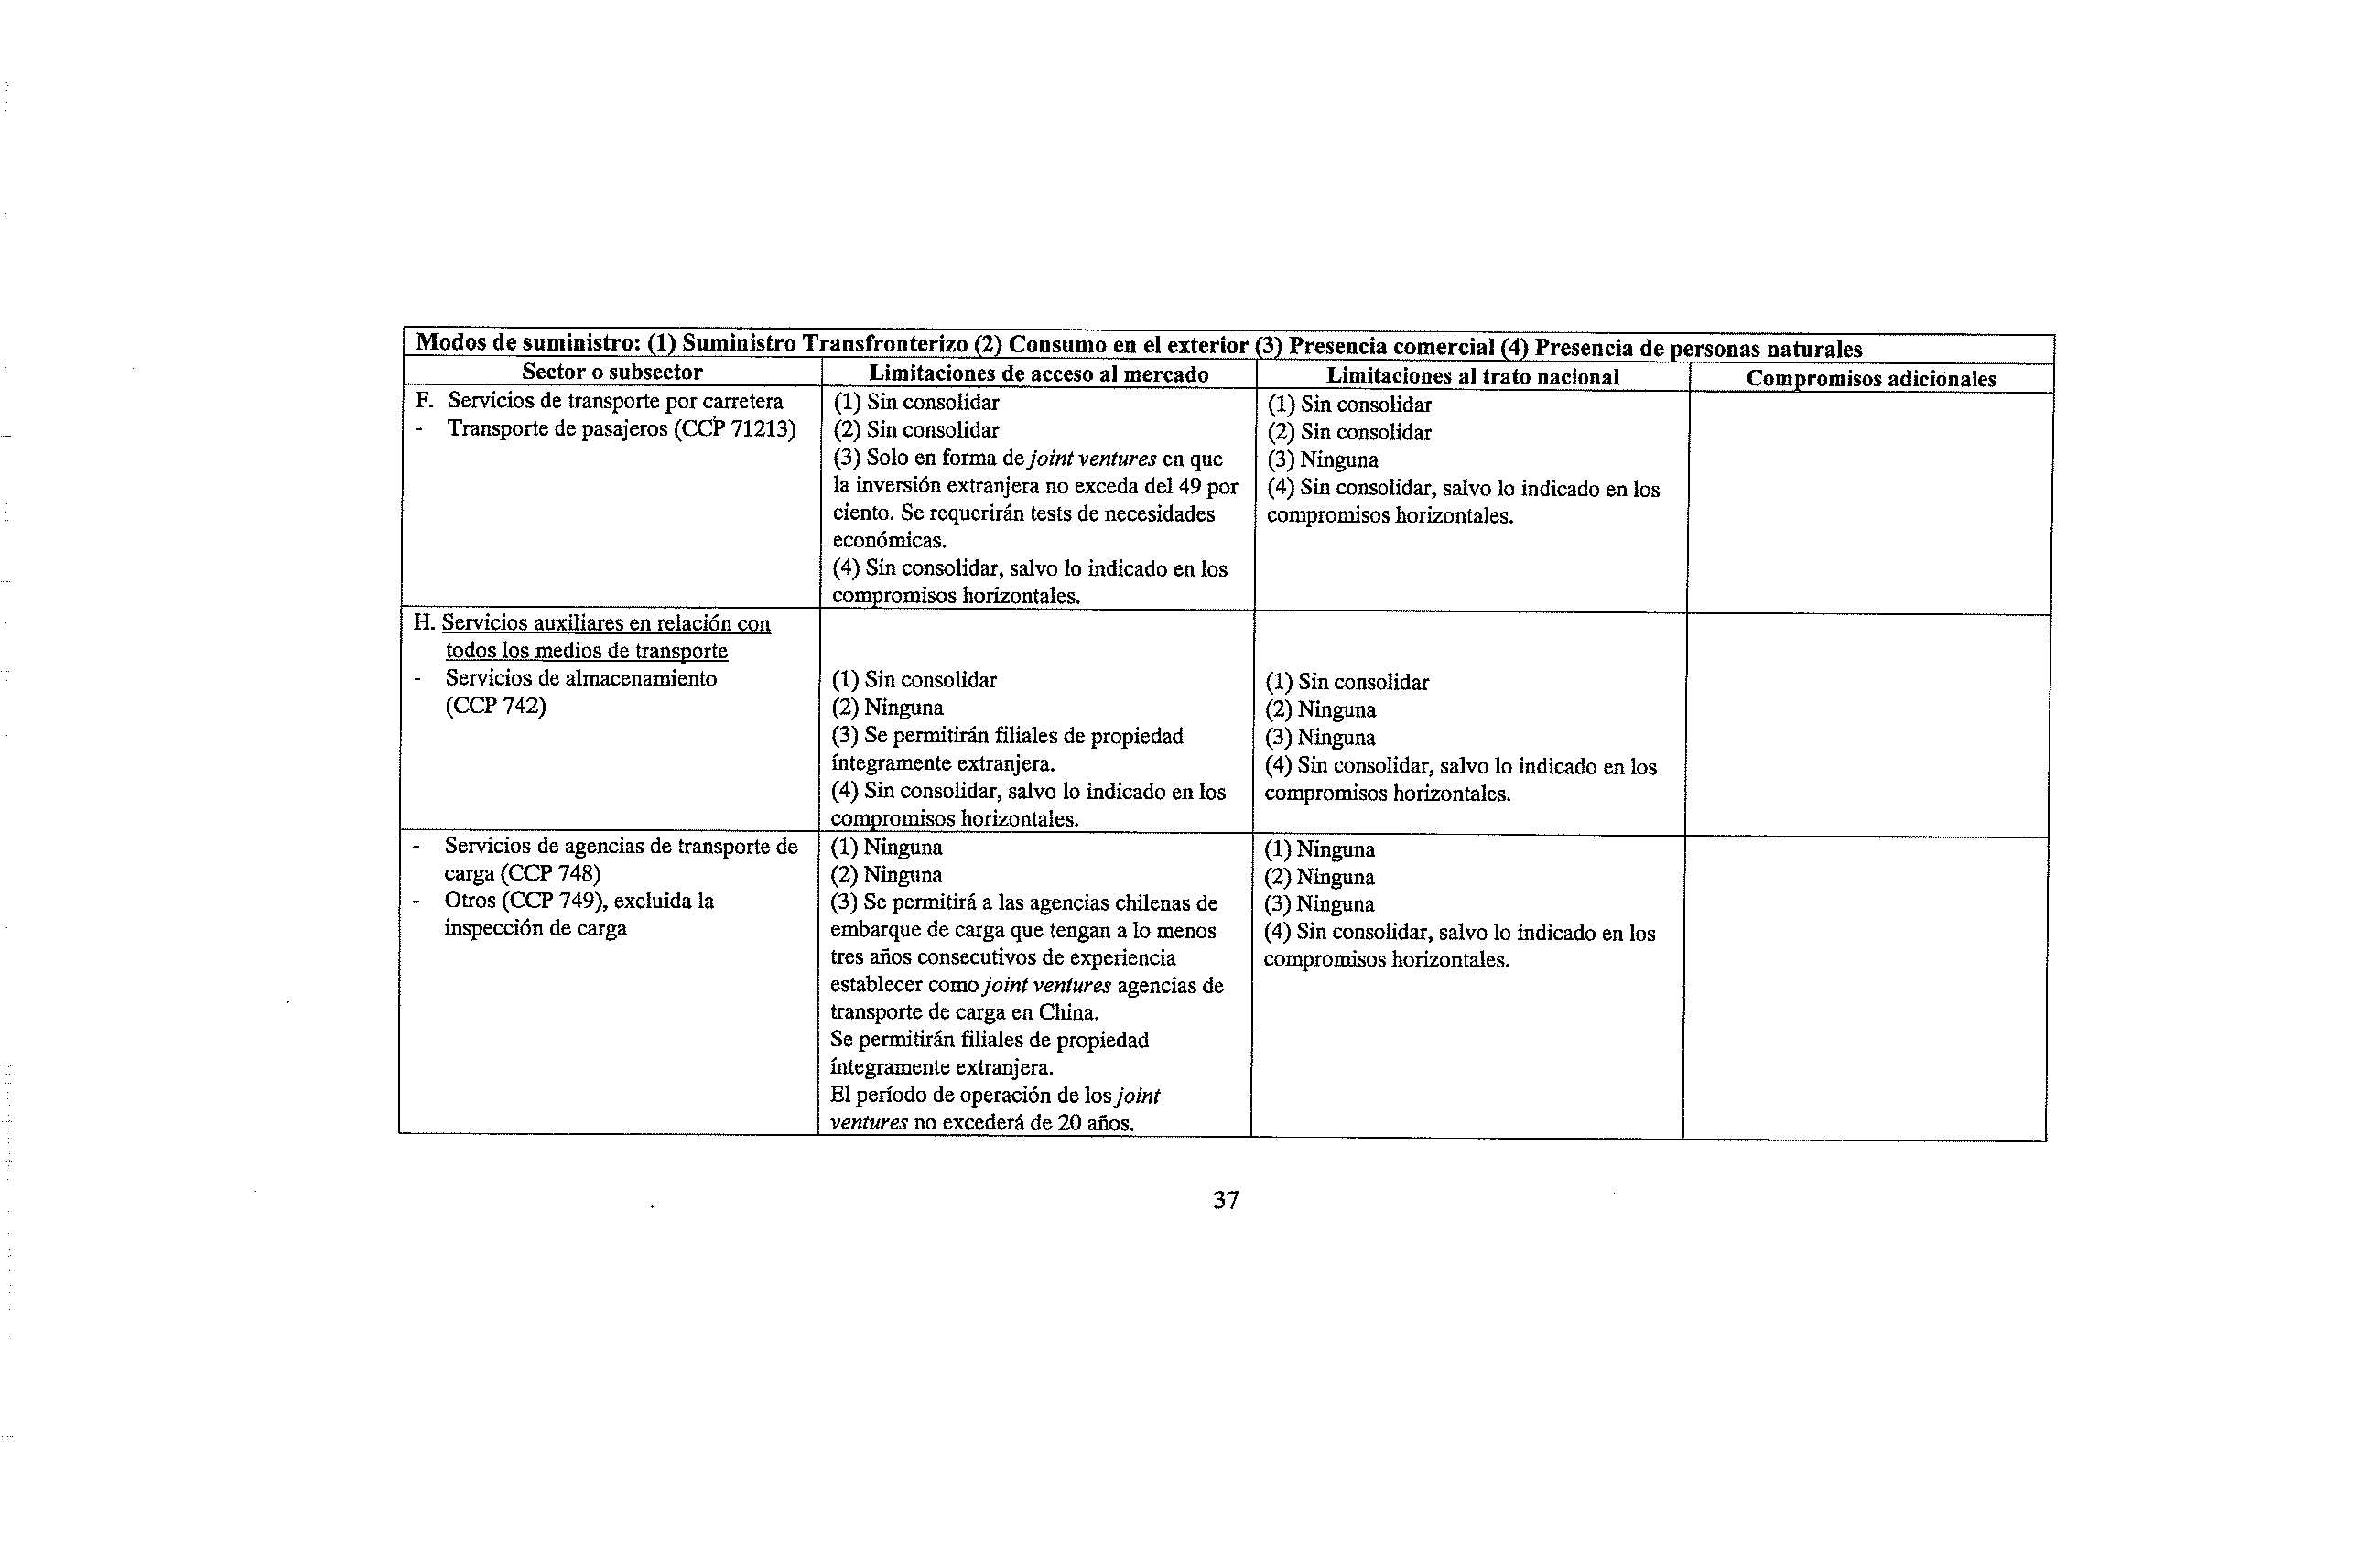 Modos de suministro: (1) Suministro Transfronterizo (2) Consumo en el exterior (3) Presencia comercial (4) Presencia de personas naturales
Sector o subsector
Limitaciones de acceso al mercado
Limitaciones al trato nacional
Compromisos adicionales
F. Servicios de transporte por carretera
- Transporte de pasajeros (CCP 71213)
(1) Sin consolidar
(2) Sin consolidar
(3) Solo en forma de joint ventures en que
la inversión extranjera no exceda del 49 por
ciento. Se requerirán tests de necesidades
económicas.
(4) Sin consolidar, salvo lo indicado en los
compromisos horizontales.
(1) Sin consolidar
(2) Sin consolidar
(3) Ninguna
(4) Sin consolidar, salvo lo indicado en los
compromisos horizontales.
H. Servicios auxiliares en relación con
todos los medios de transporte
- Servicios de almacenamiento
(CCP 742)
(1) Sin consolidar
(2) Ninguna
(3) Se permitirán filiales de propiedad
íntegramente extranjera.
(4) Sin consolidar, salvo lo indicado en los
compromisos horizontales.
(1) Sin consolidar
(2) Ninguna
(3) Ninguna
(4) Sin consolidar, salvo lo indicado en los
compromisos horizontales.
- Servicios de agencias de transporte de
carga (CCP 748)
- Otros (CCP 749), excluida la
inspección de carga
(1) Ninguna
(2) Ninguna
(3) Se permitirá a las agencias chilenas de
embarque de carga que tengan a lo menos
tres años consecutivos de experiencia
establecer como joint ventures agencias de
transporte de carga en China.
Se permitirán filiales de propiedad
íntegramente extranjera.
El período de operación de los joint
ventures no excederá de 20 años.
(1) Ninguna
(2) Ninguna
(3) Ninguna
(4) Sin consolidar, salvo lo indicado en los
compromisos horizontales.
37